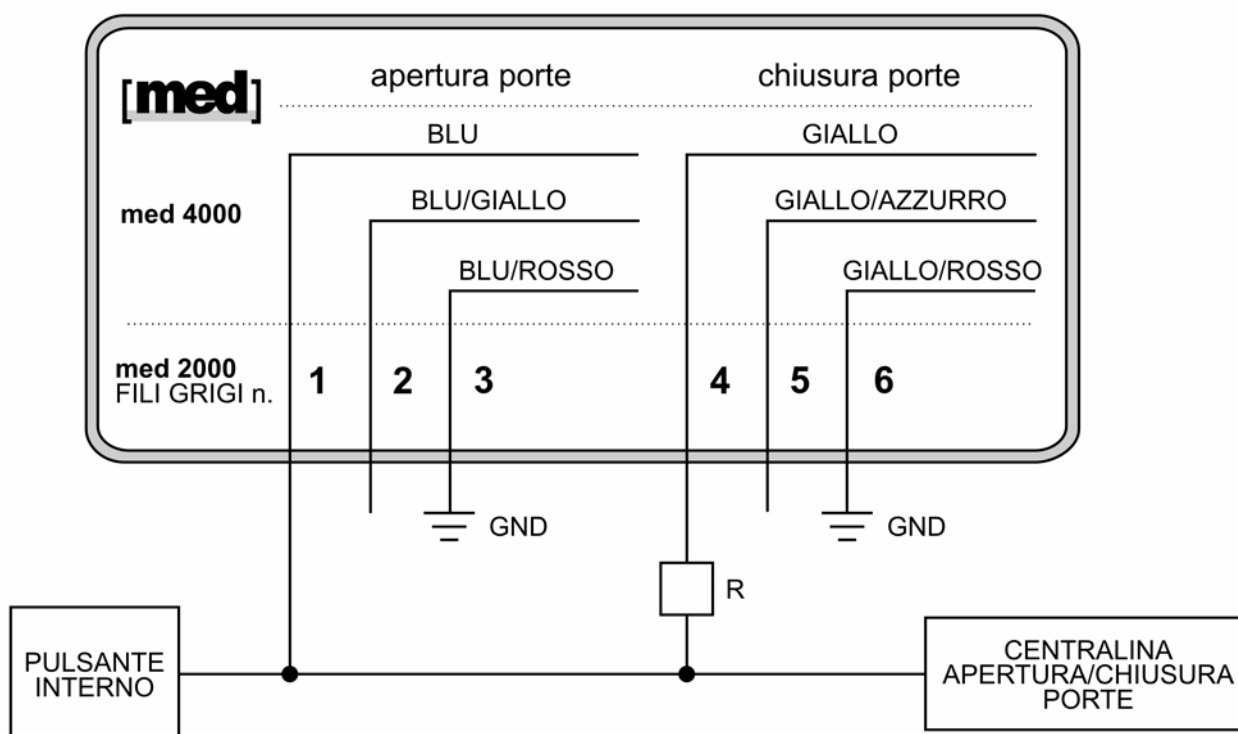 [med]
apertura porte
chiusura porte
BLU
GIALLO
med 4000
BLU/GIALLO
GIALLO/AZZURRO
BLU/ROSSO
GIALLO/ROSSO
med 2000
FILI GRIGI n.
1
2
3
4
5
6
GND
GND
R
PULSANTE
INTERNO
CENTRALINA
APERTURA/CHIUSURA
PORTE